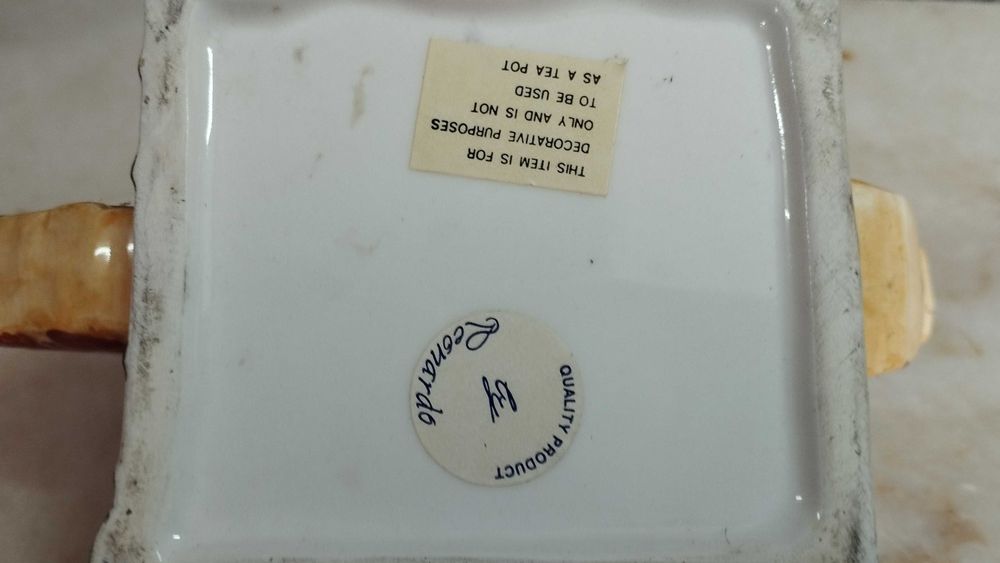 THIS ITEM IS FOR
DECORATIVE PURPOSES
ONLY AND IS NOT
TO BE USED
AS A TEA POT
QUALITY PRODUCT
by
Leonardo